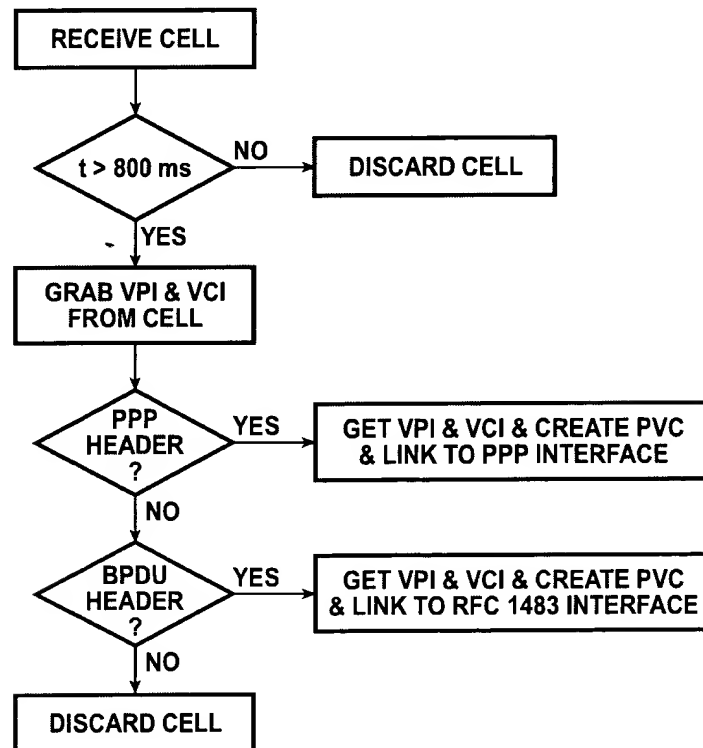 RECEIVE CELL
t > 800 ms
NO
DISCARD CELL
YES
GRAB VPI & VCI
FROM CELL
PPP
HEADER
?
YES
GET VPI & VCI & CREATE PVC
& LINK TO PPP INTERFACE
NO
BPDU
HEADER
?
YES
GET VPI & VCI & CREATE PVC
& LINK TO RFC 1483 INTERFACE
NO
DISCARD CELL